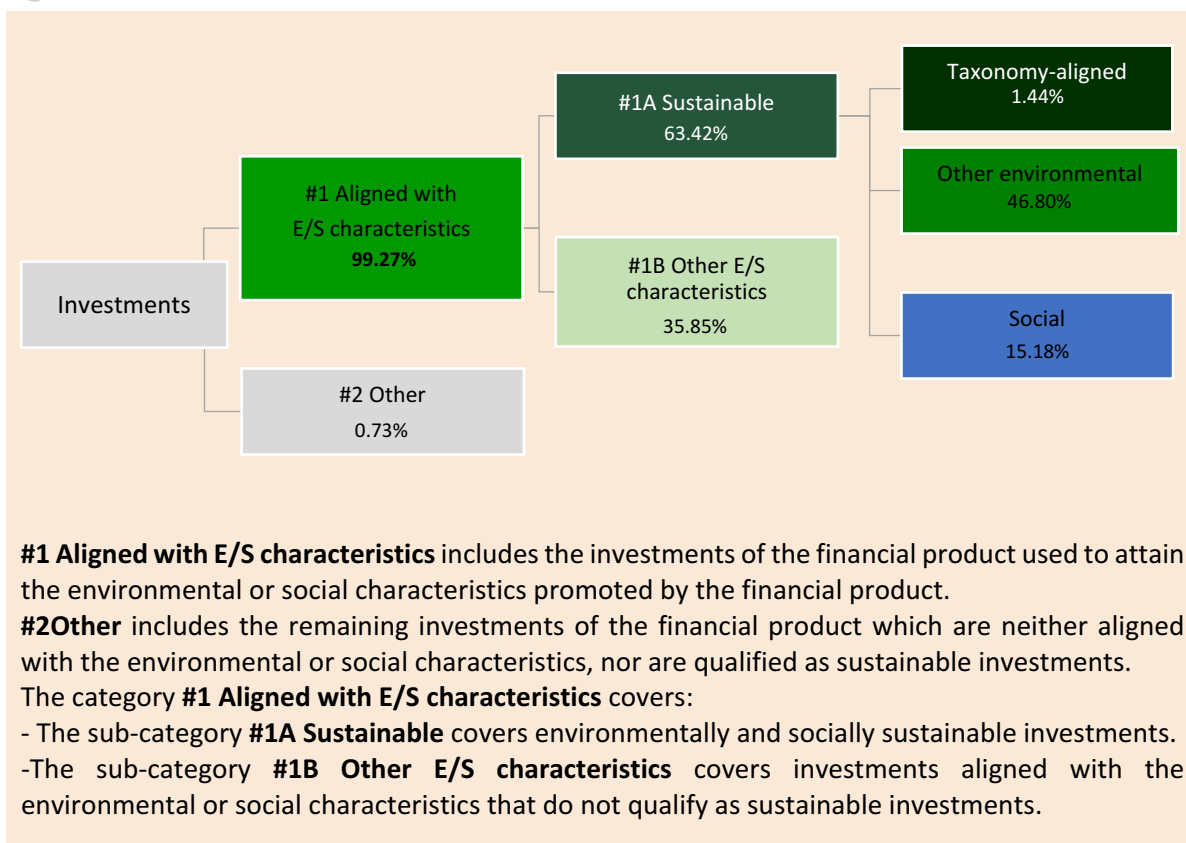 Investments
#1 Aligned with
E/S characteristics
99.27%
#2 Other
0.73%
#1A Sustainable
63.42%
#1B Other E/S
characteristics
35.85%
Taxonomy-aligned
1.44%
Other environmental
46.80%
Social
15.18%
#1 Aligned with E/S characteristics includes the investments of the financial product used to attain
the environmental or social characteristics promoted by the financial product.
#2Other includes the remaining investments of the financial product which are neither aligned
with the environmental or social characteristics, nor are qualified as sustainable investments.
The category #1 Aligned with E/S characteristics covers:
- The sub-category #1A Sustainable covers environmentally and socially sustainable investments.
-The sub-category #1B Other E/S characteristics covers investments aligned with the
environmental or social characteristics that do not qualify as sustainable investments.